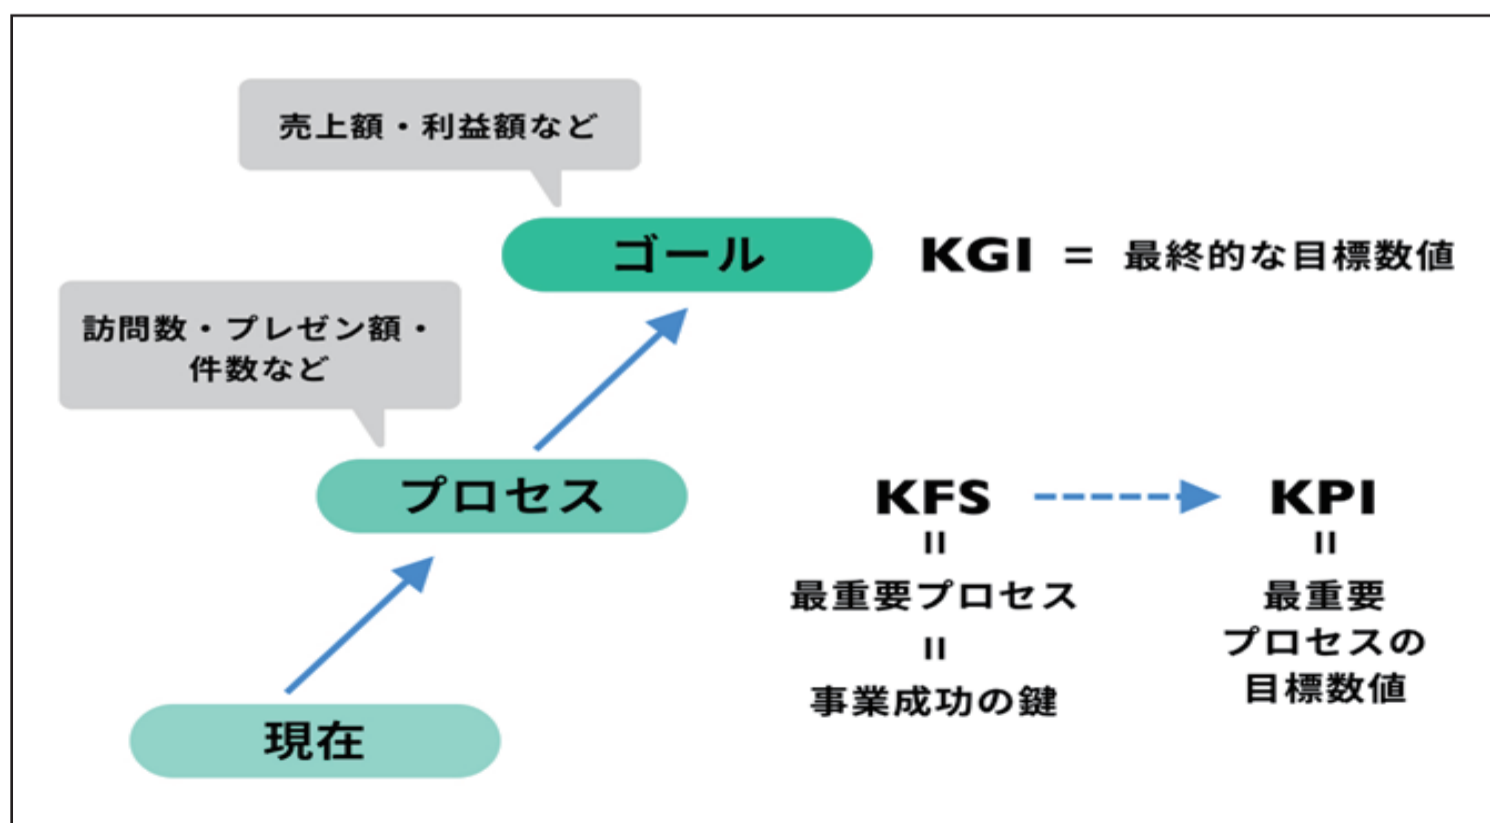 売上額・利益額など
ゴール
KGI = 最終的な目標数値
訪問数・プレゼン額・
件数など
プロセス
KFS
=
最重要プロセス
=
事業成功の鍵
KPI
=
最重要
プロセスの
目標数値
現在